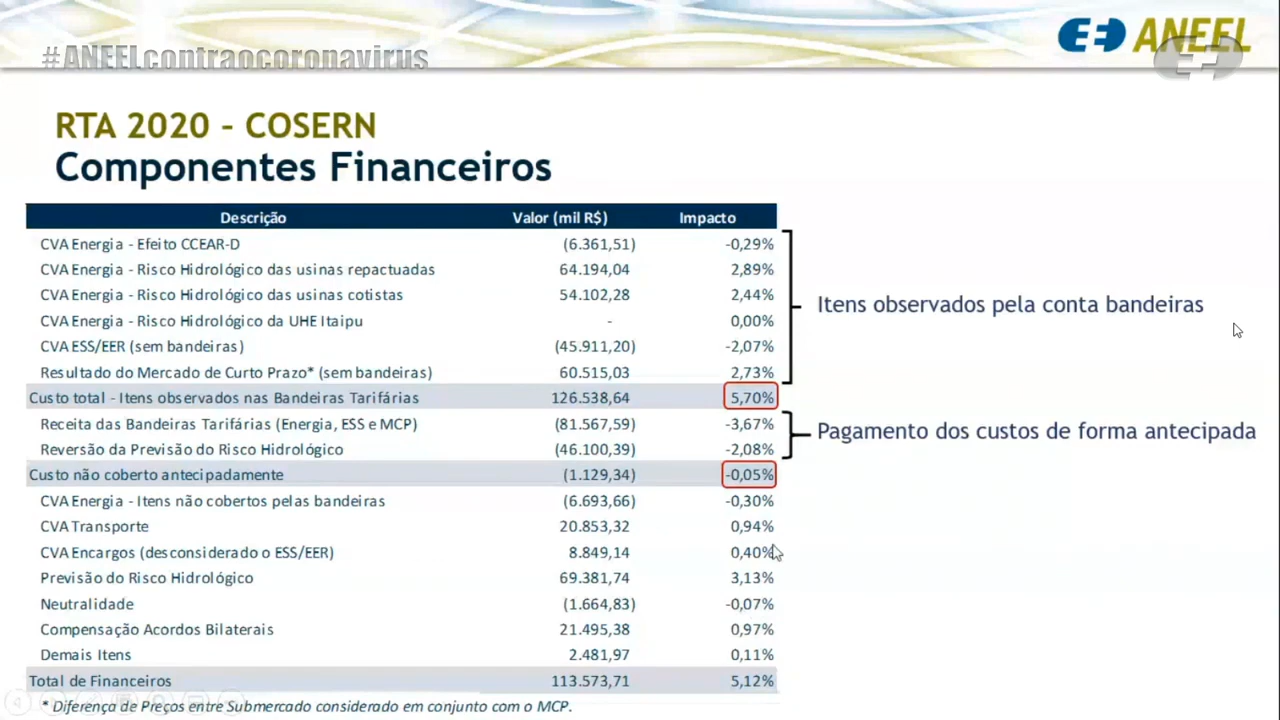 #ANEELcontraocoronavirus
ANEEL
RTA 2020 - COSERN
Componentes Financeiros
Descrição Valor (mil R$) Impacto
CVA Energia - Efeito CCEAR-D (6.361,51) -0,29%
CVA Energia - Risco Hidrológico das usinas repactuadas 64.194,04 2,89%
CVA Energia - Risco Hidrológico das usinas cotistas 54.102,28 2,44%
CVA Energia - Risco Hidrológico da UHE Itaipu - 0,00%
CVA ESS/EER (sem bandeiras) (45.911,20) -2,07%
Resultado do Mercado de Curto Prazo* (sem bandeiras) 60.515,03 2,73%
Custo total - Itens observados nas Bandeiras Tarifárias 126.538,64 5,70%
Receita das Bandeiras Tarifárias (Energia, ESS e MCP) (81.567,59) -3,67%
Reversão da Previsão do Risco Hidrológico (46.100,39) -2,08%
Custo não coberto antecipadamente (1.129,34) -0,05%
CVA Energia - Itens não cobertos pelas bandeiras (6.693,66) -0,30%
CVA Transporte 20.853,32 0,94%
CVA Encargos (desconsiderado o ESS/EER) 8.849,14 0,40%
Previsão do Risco Hidrológico 69.381,74 3,13%
Neutralidade (1.664,83) -0,07%
Compensação Acordos Bilaterais 21.495,38 0,97%
Demais Itens 2.481,97 0,11%
Total de Financeiros 113.573,71 5,12%
* Diferença de Preços entre Submercado considerado em conjunto com o MCP.
Itens observados pela conta bandeiras
Pagamento dos custos de forma antecipada